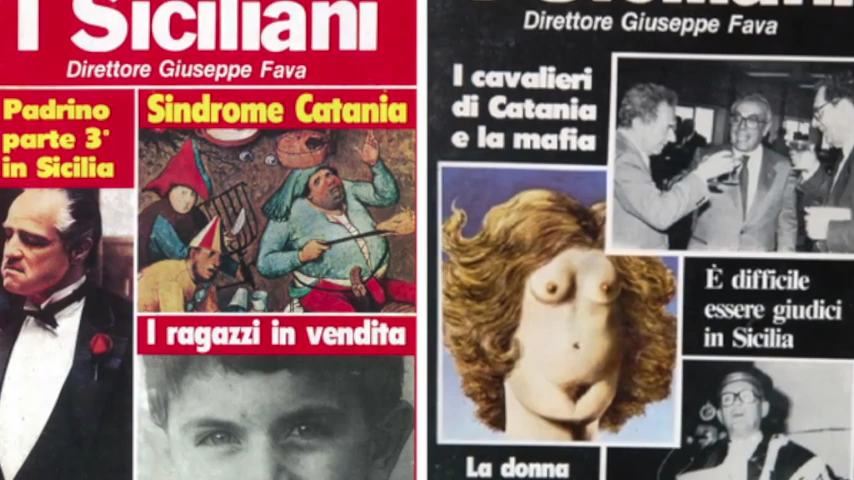 I Siciliani
Direttore Giuseppe Fava
Padrino
parte 3ª
in Sicilia
Sindrome Catania
I ragazzi in vendita
Direttore Giuseppe Fava
I cavalieri
di Catania
e la mafia
È difficile
essere giudici
in Sicilia
La donna